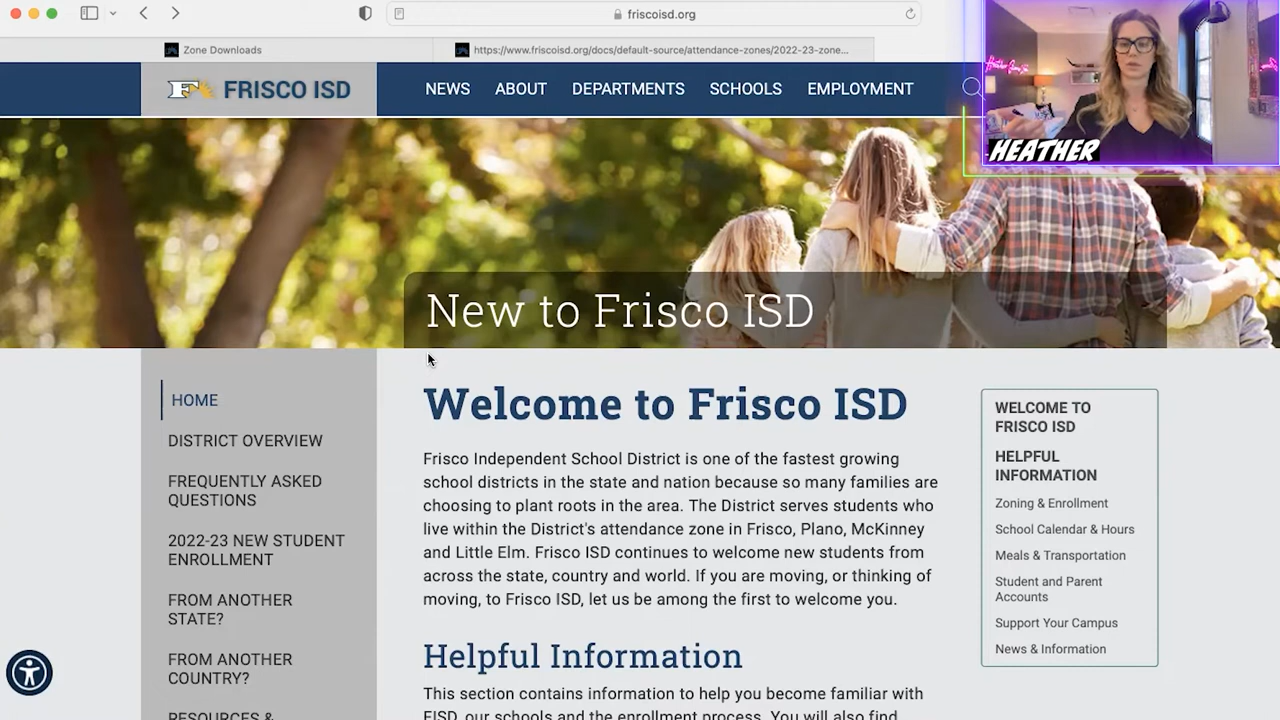 friscoisd.org
Zone Downloads
https://www.friscoisd.org/docs/default-source/attendance-zones/2022-23-zone...
FRISCO ISD
NEWS
ABOUT
DEPARTMENTS
SCHOOLS
EMPLOYMENT
HEATHER
New to Frisco ISD
HOME
DISTRICT OVERVIEW
FREQUENTLY ASKED
QUESTIONS
2022-23 NEW STUDENT
ENROLLMENT
FROM ANOTHER
STATE?
FROM ANOTHER
COUNTRY?
RESOURCES &
Welcome to Frisco ISD
Frisco Independent School District is one of the fastest growing
school districts in the state and nation because so many families are
choosing to plant roots in the area. The District serves students who
live within the District's attendance zone in Frisco, Plano, McKinney
and Little Elm. Frisco ISD continues to welcome new students from
across the state, country and world. If you are moving, or thinking of
moving, to Frisco ISD, let us be among the first to welcome you.
Helpful Information
This section contains information to help you become familiar with
FISD, our schools and the enrollment process. You will also find
WELCOME TO
FRISCO ISD
HELPFUL
INFORMATION
Zoning & Enrollment
School Calendar & Hours
Meals & Transportation
Student and Parent
Accounts
Support Your Campus
News & Information